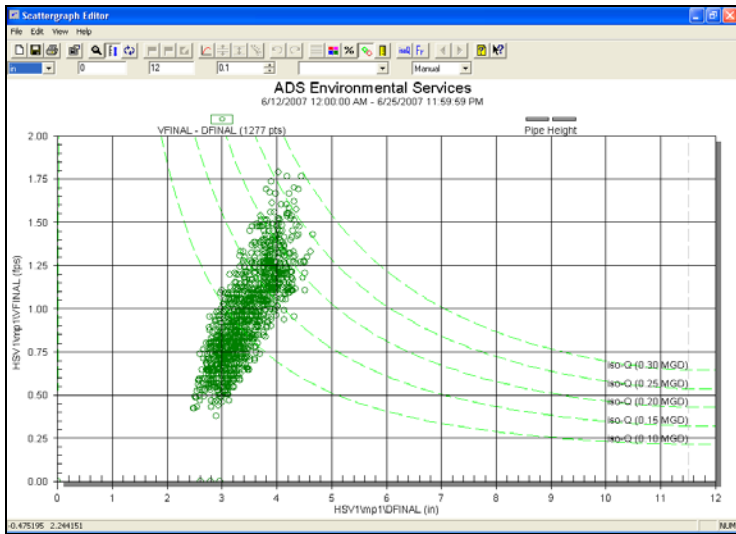 Scattergraph Editor
File Edit View Help
in 0 12 0.1 Manual
ADS Environmental Services
6/12/2007 12:00:00 AM - 6/25/2007 11:59:59 PM
VFINAL - DFINAL (1277 pts)
Pipe Height
2.00
1.75
1.50
1.25
1.00
0.75
0.50
0.25
0.00
HSV1\mp1\VFINAL (fps)
Iso-Q (0.30 MGD)
Iso-Q (0.25 MGD)
Iso-Q (0.20 MGD)
Iso-Q (0.15 MGD)
Iso-Q (0.10 MGD)
0 1 2 3 4 5 6 7 8 9 10 11 12
HSV1\mp1\DFINAL (in)
-0.475195 2.244151
NUM